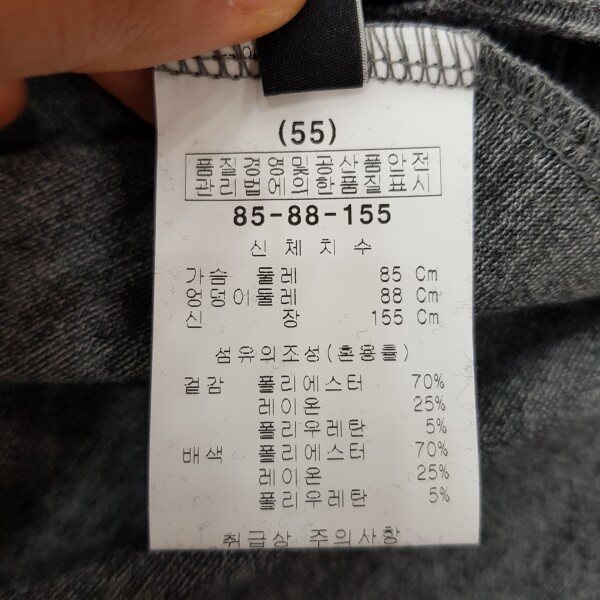 (55)
품질경영및공산품안전
관리법에의한품질표시
85-88-155
신체치수
가슴 둘레 85 Cm
엉덩이둘레 88 Cm
신 장 155 Cm
섬유의조성(혼용률)
겉감 폴리에스터 70%
레이온 25%
폴리우레탄 5%
배색 폴리에스터 70%
레이온 25%
폴리우레탄 5%
취급상 주의사항